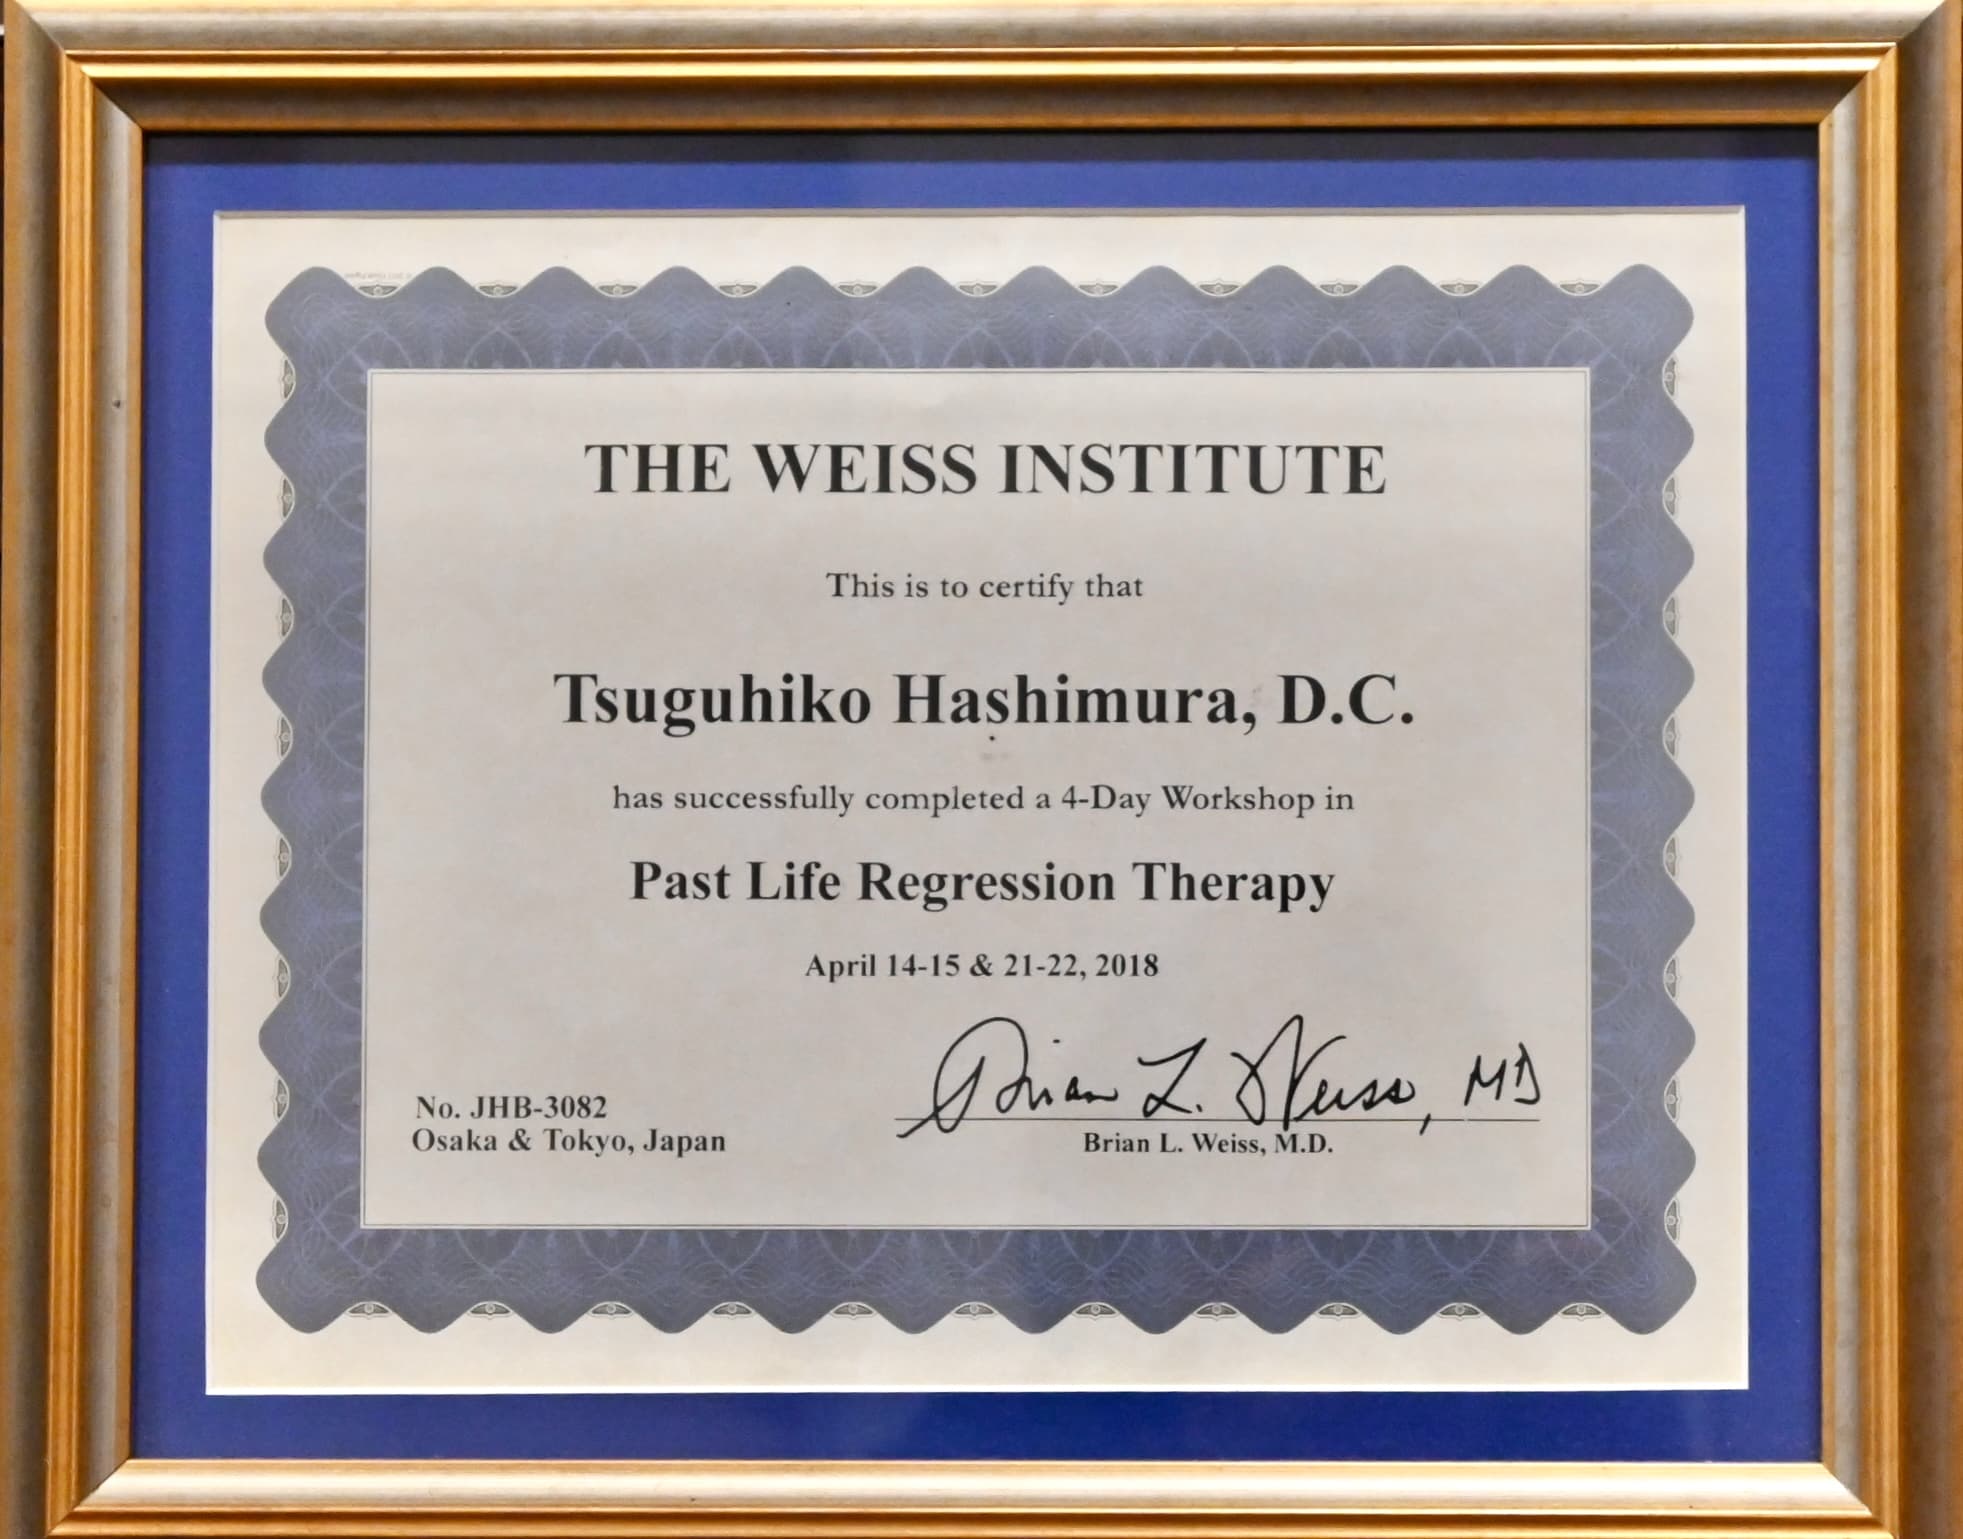 THE WEISS INSTITUTE
This is to certify that
Tsuguhiko Hashimura, D.C.
has successfully completed a 4-Day Workshop in
Past Life Regression Therapy
April 14-15 & 21-22, 2018
Brian L. Weiss, MD
No. JHB-3082
Osaka & Tokyo, Japan
Brian L. Weiss, M.D.